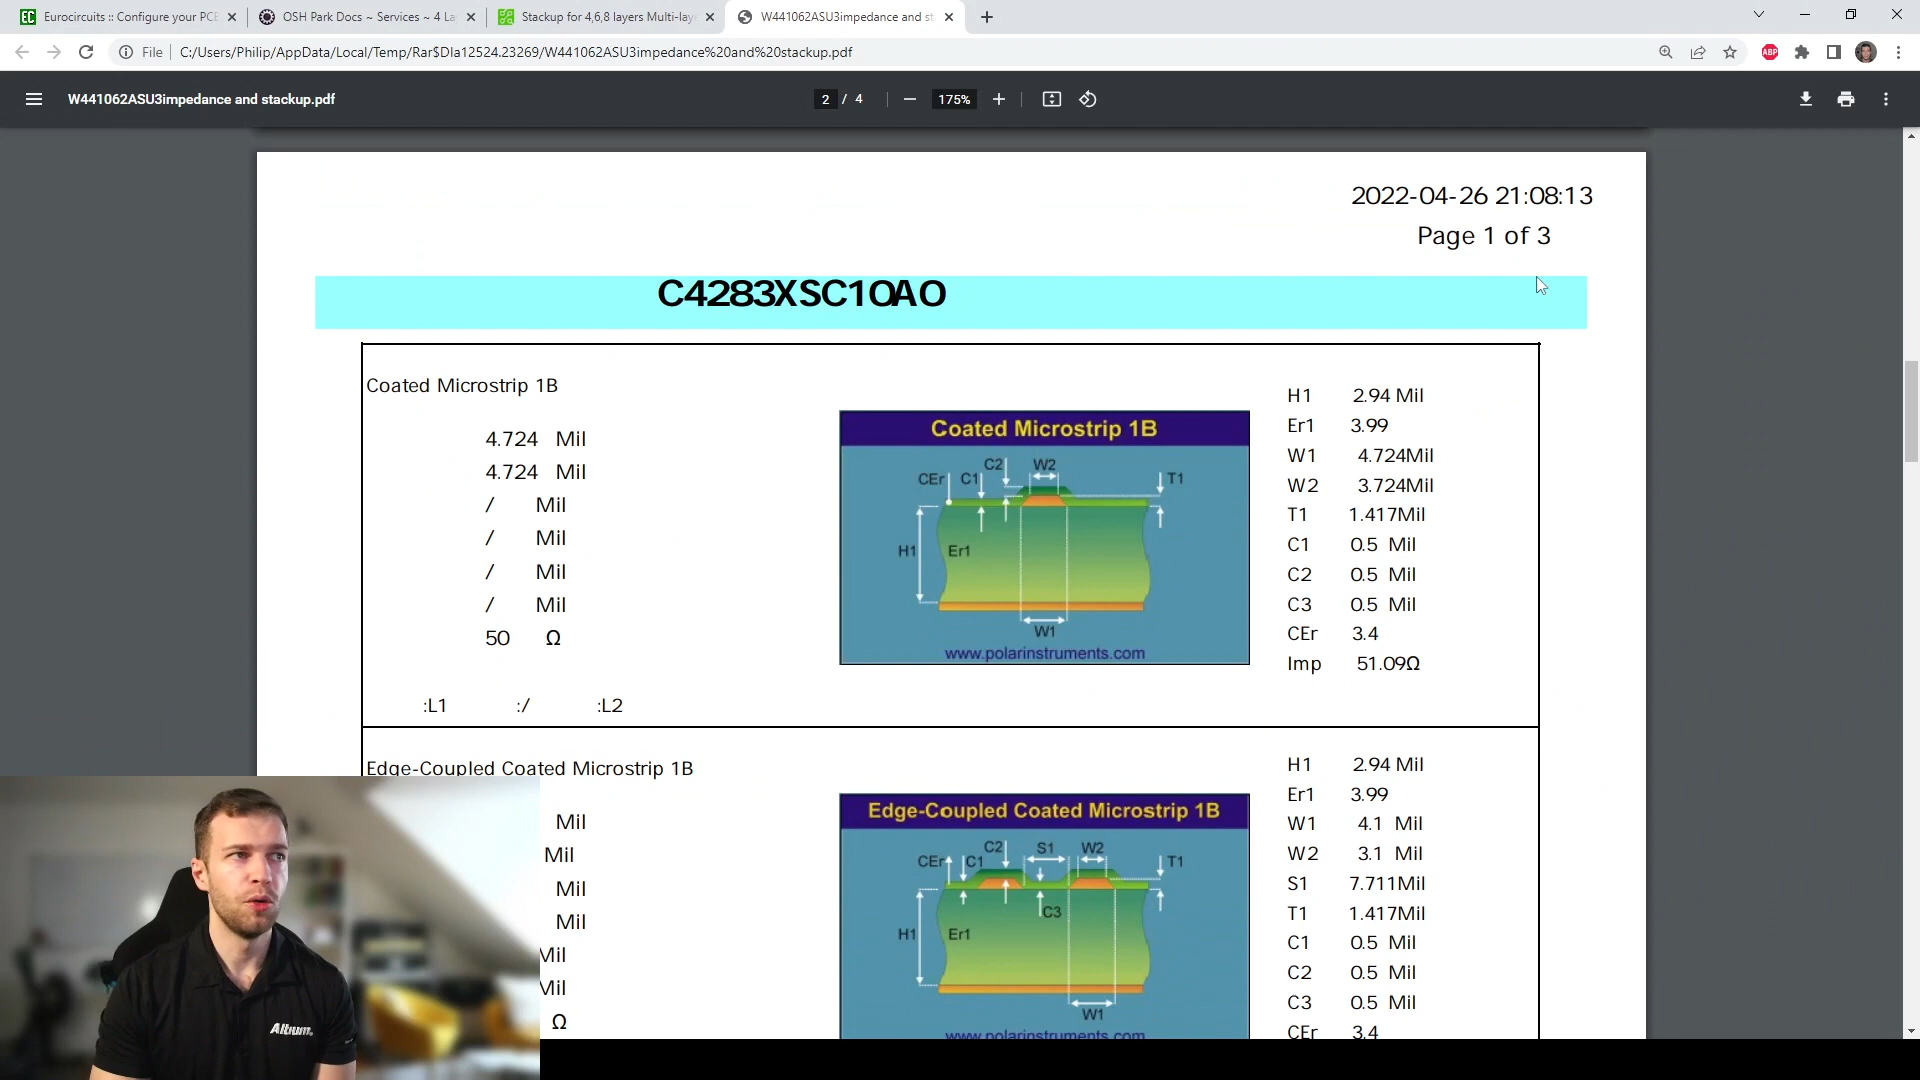 Eurocircuits :: Configure your PCB
OSH Park Docs ~ Services ~ 4 La
Stackup for 4,6,8 layers Multi-lay
W441062ASU3impedance and st
File
C:/Users/Philip/AppData/Local/Temp/Rar$DIa12524.23269/W441062ASU3impedance%20and%20stackup.pdf
ABP
W441062ASU3impedance and stackup.pdf
2 / 4
175%
2022-04-26 21:08:13
Page 1 of 3
C4283XSC10A0
Coated Microstrip 1B
4.724 Mil
4.724 Mil
/ Mil
/ Mil
/ Mil
/ Mil
50 Ω
:L1 :/ :L2
Coated Microstrip 1B
C2 W2
CEr C1 T1
H1 Er1
W1
www.polarinstruments.com
H1 2.94 Mil
Er1 3.99
W1 4.724Mil
W2 3.724Mil
T1 1.417Mil
C1 0.5 Mil
C2 0.5 Mil
C3 0.5 Mil
CEr 3.4
Imp 51.09Ω
Edge-Coupled Coated Microstrip 1B
Mil
Mil
Mil
Mil
Mil
Mil
Ω
Edge-Coupled Coated Microstrip 1B
C2 S1 W2
CEr C1 T1
C3
H1 Er1
W1
www.polarinstruments.com
H1 2.94 Mil
Er1 3.99
W1 4.1 Mil
W2 3.1 Mil
S1 7.711Mil
T1 1.417Mil
C1 0.5 Mil
C2 0.5 Mil
C3 0.5 Mil
CEr 3.4
Altium